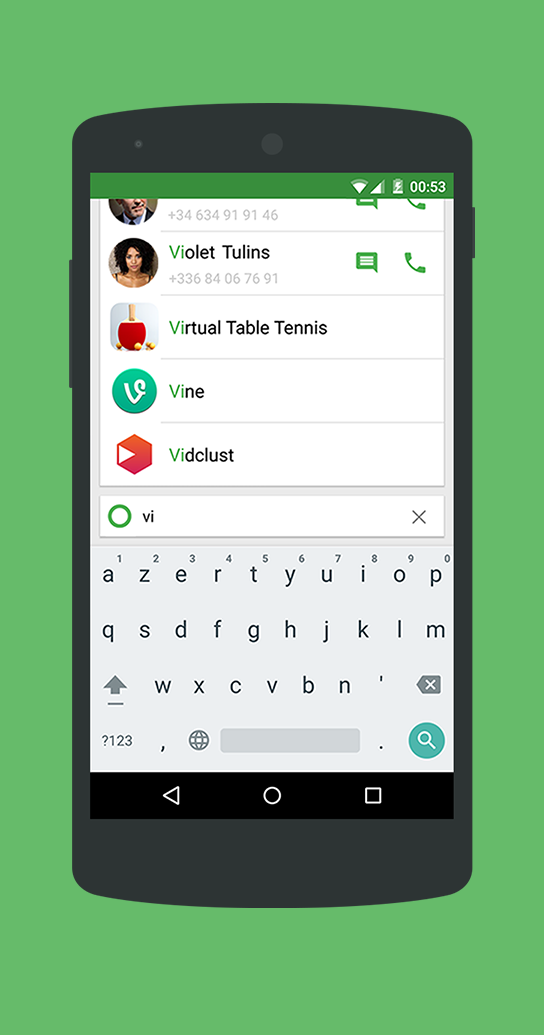 00:53
+34 634 91 91 46
Violet Tulins
+336 84 06 76 91
Virtual Table Tennis
Vine
Vidclust
vi
1 2 3 4 5 6 7 8 9 0
a z e r t y u i o p
q s d f g h j k l m
w x c v b n '
?123 , .